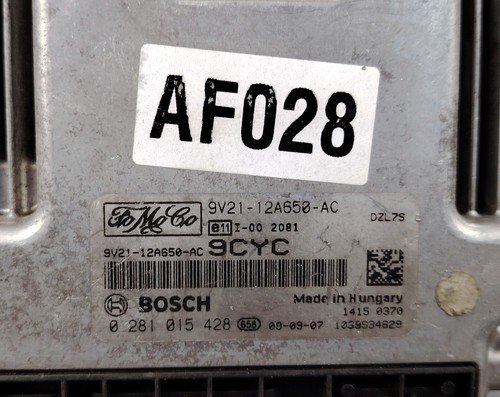 AF028
FoMoCo 9V21-12A650-AC DZL7S
e11 I-00 2081
9V21-12A650-AC 9CYC
BOSCH Made in Hungary
1415 0370
0 281 015 428 658 09-09-07 1039S34629